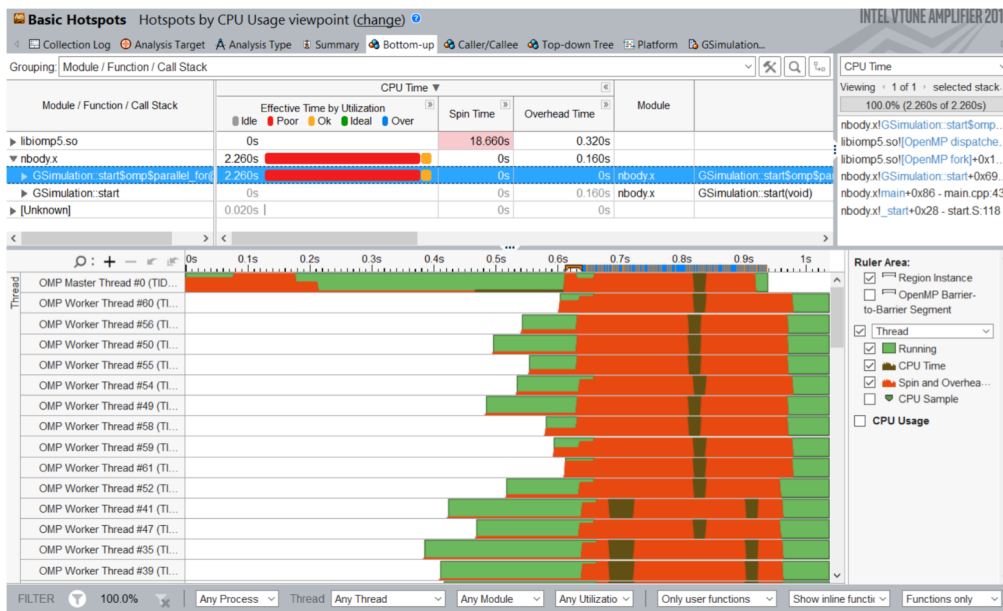 Basic Hotspots Hotspots by CPU Usage viewpoint (change)
INTEL VTUNE AMPLIFIER 201
Collection Log Analysis Target Analysis Type Summary Bottom-up Caller/Callee Top-down Tree Platform GSimulation...
Grouping: Module / Function / Call Stack
CPU Time
Viewing 1 of 1 selected stack
100.0% (2.260s of 2.260s)
nbody.x!GSimulation::start$omp...
libiomp5.so![OpenMP dispatche...
libiomp5.so![OpenMP fork]+0x1...
nbody.x!GSimulation::start+0x69...
nbody.x!main+0x86 - main.cpp:43
nbody.x!_start+0x28 - start.S:118
Module / Function / Call Stack
CPU Time
Effective Time by Utilization
Idle Poor Ok Ideal Over
Spin Time
Overhead Time
Module
libiomp5.so 0s 18.660s 0.320s
nbody.x 2.260s 0s 0.160s
GSimulation::start$omp$parallel_for@ 2.260s 0s 0s nbody.x GSimulation::start$omp$par
GSimulation::start 0s 0s 0.160s nbody.x GSimulation::start(void)
[Unknown] 0.020s 0s 0s
0s 0.1s 0.2s 0.3s 0.4s 0.5s 0.6s 0.7s 0.8s 0.9s 1s
Thread
OMP Master Thread #0 (TID...
OMP Worker Thread #60 (TI...
OMP Worker Thread #56 (TI...
OMP Worker Thread #50 (TI...
OMP Worker Thread #55 (TI...
OMP Worker Thread #54 (TI...
OMP Worker Thread #49 (TI...
OMP Worker Thread #58 (TI...
OMP Worker Thread #59 (TI...
OMP Worker Thread #61 (TI...
OMP Worker Thread #52 (TI...
OMP Worker Thread #41 (TI...
OMP Worker Thread #47 (TI...
OMP Worker Thread #35 (TI...
OMP Worker Thread #39 (TI...
Ruler Area:
Region Instance
OpenMP Barrier-
to-Barrier Segment
Thread
Running
CPU Time
Spin and Overhea...
CPU Sample
CPU Usage
FILTER 100.0% Any Process Thread Any Thread Any Module Any Utilizatio Only user functions Show inline functic Functions only